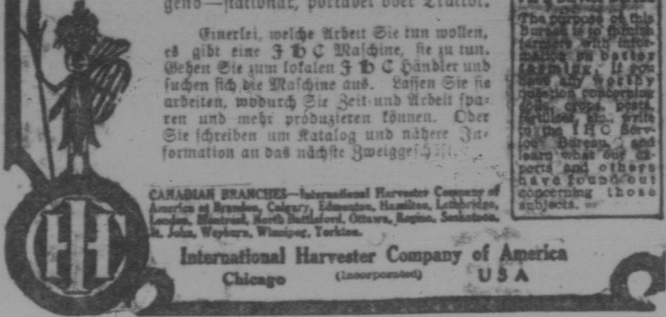 gend—stationär, portabel oder Traktor.
Einerlei, welche Arbeit Sie tun wollen,
es gibt eine I H C Maschine, sie zu tun.
Gehen Sie zum lokalen I H C Händler und
suchen sich die Maschine aus. Lassen Sie sie
arbeiten, wodurch Sie Zeit und Arbeit spa-
ren und mehr produzieren können. Oder
Sie schreiben um Katalog und nähere In-
formation an das nächste Zweiggeschäft.
CANADIAN BRANCHES—International Harvester Company of
America at Brandon, Calgary, Edmonton, Hamilton, Lethbridge,
London, Montreal, North Battleford, Ottawa, Regina, Saskatoon,
St. John, Weyburn, Winnipeg, Yorkton.
International Harvester Company of America
Chicago (Incorporated) U S A
IHC
The purpose of this
Bureau is to furnish
farmers with infor-
mation on better
farming. If you
have any worthy
question concerning
soils, crops, pests,
fertilizer, etc., write
to the I H C Serv-
ice Bureau, and
learn what our ex-
perts and others
have found out
concerning those
subjects.